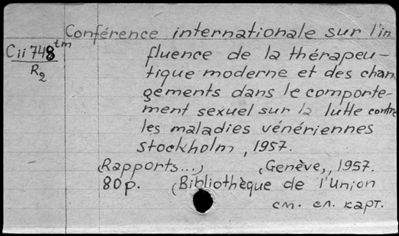 Conférence internationale sur l'in
Cii 748 tm
R2
fluence de la thérapeu-
tique moderne et des chan
gements dans le comporte-
ment sexuel sur la lutte contre
les maladies vénériennes
Stockholm, 1957.
(Rapports...) , Genève, 1957.
80p. (Bibliothèque de l'Union
см. сл. карт.